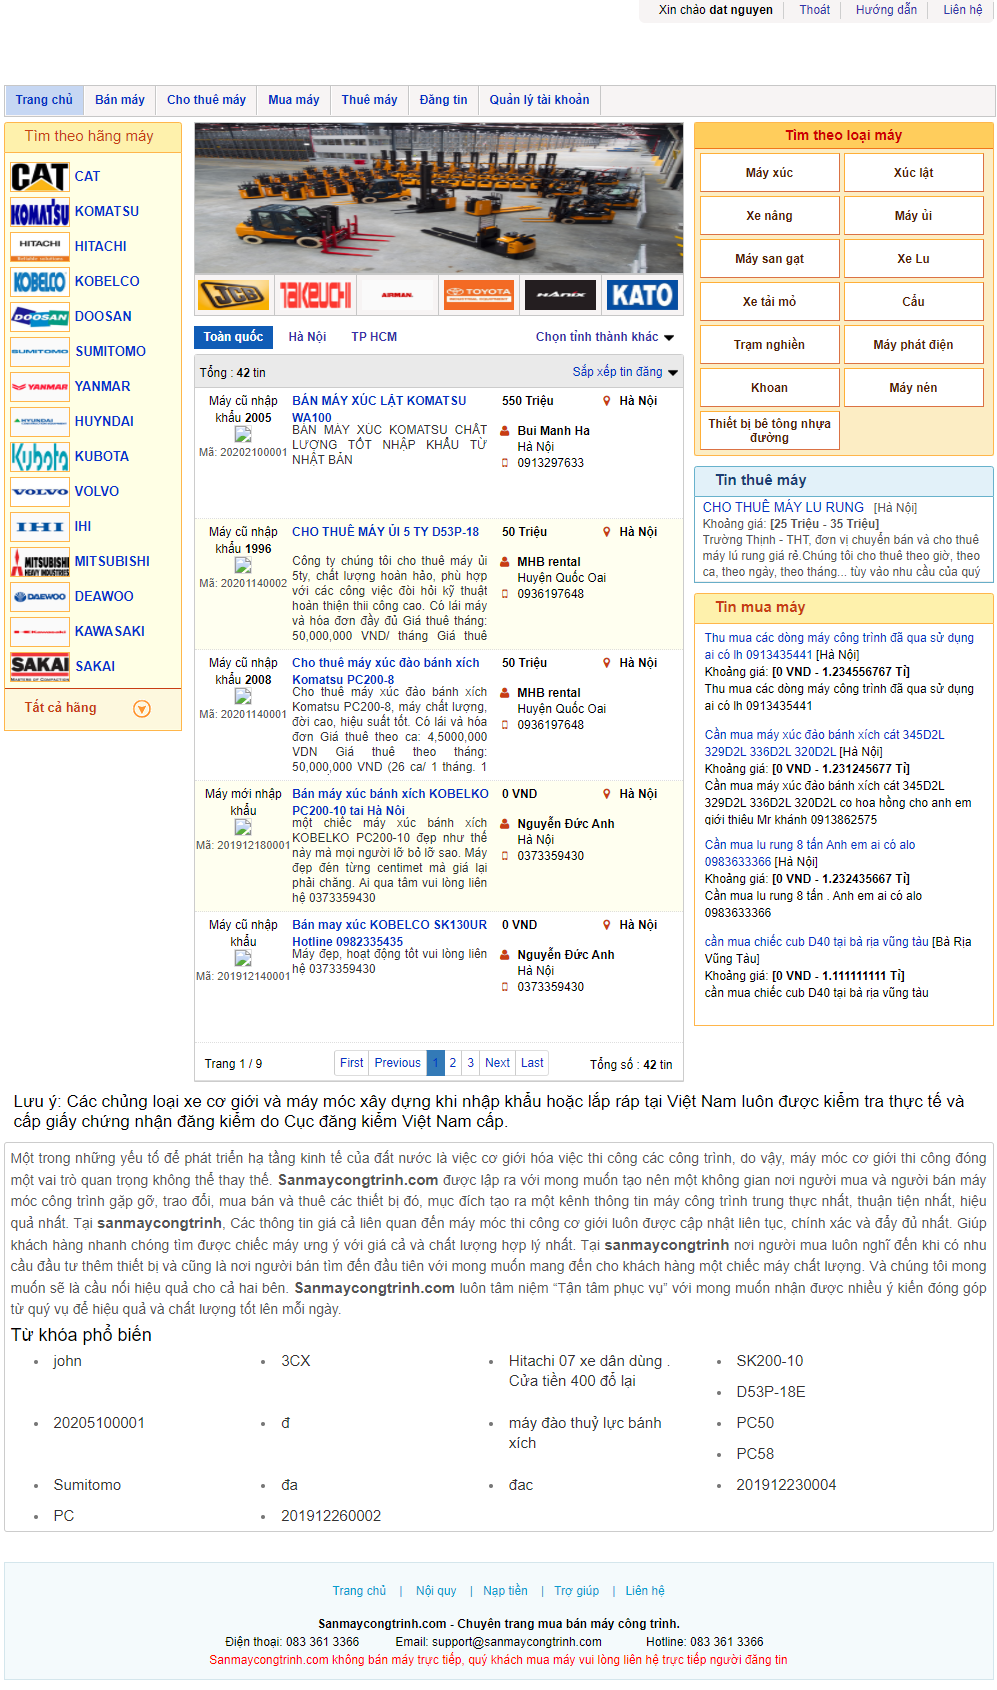 Xin chào dat nguyen
Thoát
Hướng dẫn
Liên hệ
Trang chủ
Bán máy
Cho thuê máy
Mua máy
Thuê máy
Đăng tin
Quản lý tài khoản
Tìm theo hãng máy
CAT CAT
KOMATSU KOMATSU
HITACHI HITACHI
Reliable solutions
KOBELCO KOBELCO
DOOSAN DOOSAN
SUMITOMO SUMITOMO
YANMAR YANMAR
HYUNDAI HUYNDAI
Kubota KUBOTA
VOLVO VOLVO
IHI IHI
MITSUBISHI MITSUBISHI
HEAVY INDUSTRIES
DAEWOO DEAWOO
Kawasaki KAWASAKI
SAKAI SAKAI
MASTERS OF COMPACTION
Tất cả hãng
JCB
TAKEUCHI
AIRMAN
TOYOTA
INDUSTRIAL EQUIPMENT
HANIX
KATO
Toàn quốc
Hà Nội
TP HCM
Chọn tỉnh thành khác
Tổng : 42 tin
Sắp xếp tin đăng
Máy cũ nhập
khẩu 2005
Mã: 20202100001
BÁN MÁY XÚC LẬT KOMATSU
WA100
BÁN MÁY XÚC KOMATSU CHẤT
LƯỢNG TỐT NHẬP KHẨU TỪ
NHẬT BẢN
550 Triệu
Hà Nội
Bui Manh Ha
Hà Nội
0913297633
Máy cũ nhập
khẩu 1996
Mã: 20201140002
CHO THUÊ MÁY ỦI 5 TY D53P-18
Công ty chúng tôi cho thuê máy ủi
5ty, chất lượng hoàn hảo, phù hợp
với các công việc đòi hỏi kỹ thuật
hoàn thiện thii công cao. Có lái máy
và hóa đơn đầy đủ Giá thuê tháng:
50,000,000 VND/ tháng Giá thuê
50 Triệu
Hà Nội
MHB rental
Huyện Quốc Oai
0936197648
Máy cũ nhập
khẩu 2008
Mã: 20201140001
Cho thuê máy xúc đào bánh xích
Komatsu PC200-8
Cho thuê máy xúc đào bánh xích
Komatsu PC200-8, máy chất lượng,
đời cao, hiệu suất tốt. Có lái và hóa
đơn Giá thuê theo ca: 4,5000,000
VDN Giá thuê theo tháng:
50,000,000 VND (26 ca/ 1 tháng. 1
50 Triệu
Hà Nội
MHB rental
Huyện Quốc Oai
0936197648
Máy mới nhập
khẩu
Mã: 201912180001
Bán máy xúc bánh xích KOBELKO
PC200-10 tại Hà Nội
một chiếc máy xúc bánh xích
KOBELKO PC200-10 đẹp như thế
này mà mọi người lỡ bỏ lỡ sao. Máy
đẹp đén từng centimet mà giá lại
phải chăng. Ai qua tâm vui lòng liên
hệ 0373359430
0 VND
Hà Nội
Nguyễn Đức Anh
Hà Nội
0373359430
Máy cũ nhập
khẩu
Mã: 201912140001
Bán may xúc KOBELCO SK130UR
Hotline 0982335435
Máy đẹp, hoạt động tốt vui lòng liên
hệ 0373359430
0 VND
Hà Nội
Nguyễn Đức Anh
Hà Nội
0373359430
Trang 1 / 9
First Previous 1 2 3 Next Last
Tổng số : 42 tin
Tìm theo loại máy
Máy xúc
Xúc lật
Xe nâng
Máy ủi
Máy san gạt
Xe Lu
Xe tải mỏ
Cẩu
Trạm nghiền
Máy phát điện
Khoan
Máy nén
Thiết bị bê tông nhựa
đường
Tin thuê máy
CHO THUÊ MÁY LU RUNG [Hà Nội]
Khoảng giá: [25 Triệu - 35 Triệu]
Trường Thịnh - THT, đơn vị chuyển bán và cho thuê
máy lú rung giá rẻ.Chúng tôi cho thuê theo giờ, theo
ca, theo ngày, theo tháng... tùy vào nhu cầu của quý
Tin mua máy
Thu mua các dòng máy công trình đã qua sử dụng
ai có lh 0913435441 [Hà Nội]
Khoảng giá: [0 VND - 1.234556767 Tỉ]
Thu mua các dòng máy công trình đã qua sử dụng
ai có lh 0913435441
Cần mua máy xúc đào bánh xích cát 345D2L
329D2L 336D2L 320D2L [Hà Nội]
Khoảng giá: [0 VND - 1.231245677 Tỉ]
Cần mua máy xúc đào bánh xích cát 345D2L
329D2L 336D2L 320D2L co hoa hồng cho anh em
giới thiệu Mr khánh 0913862575
Cần mua lu rung 8 tấn Anh em ai có alo
0983633366 [Hà Nội]
Khoảng giá: [0 VND - 1.232435667 Tỉ]
Cần mua lu rung 8 tấn . Anh em ai có alo
0983633366
cần mua chiếc cub D40 tại bà rịa vũng tàu [Bà Rịa
Vũng Tàu]
Khoảng giá: [0 VND - 1.111111111 Tỉ]
cần mua chiếc cub D40 tại bà rịa vũng tàu
Lưu ý: Các chủng loại xe cơ giới và máy móc xây dựng khi nhập khẩu hoặc lắp ráp tại Việt Nam luôn được kiểm tra thực tế và
cấp giấy chứng nhận đăng kiểm do Cục đăng kiểm Việt Nam cấp.
Một trong những yếu tố để phát triển hạ tầng kinh tế của đất nước là việc cơ giới hóa việc thi công các công trình, do vậy, máy móc cơ giới thi công đóng
một vai trò quan trọng không thể thay thế. Sanmaycongtrinh.com được lập ra với mong muốn tạo nên một không gian nơi người mua và người bán máy
móc công trình gặp gỡ, trao đổi, mua bán và thuê các thiết bị đó, mục đích tạo ra một kênh thông tin máy công trình trung thực nhất, thuận tiện nhất, hiệu
quả nhất. Tại sanmaycongtrinh, Các thông tin giá cả liên quan đến máy móc thi công cơ giới luôn được cập nhật liên tục, chính xác và đẩy đủ nhất. Giúp
khách hàng nhanh chóng tìm được chiếc máy ưng ý với giá cả và chất lượng hợp lý nhất. Tại sanmaycongtrinh nơi người mua luôn nghĩ đến khi có nhu
cầu đầu tư thêm thiết bị và cũng là nơi người bán tìm đến đầu tiên với mong muốn mang đến cho khách hàng một chiếc máy chất lượng. Và chúng tôi mong
muốn sẽ là cầu nối hiệu quả cho cả hai bên. Sanmaycongtrinh.com luôn tâm niệm “Tận tâm phục vụ” với mong muốn nhận được nhiều ý kiến đóng góp
từ quý vụ để hiệu quả và chất lượng tốt lên mỗi ngày.
Từ khóa phổ biến
john
3CX
Hitachi 07 xe dân dùng .
Cửa tiền 400 đổ lại
SK200-10
D53P-18E
20205100001
đ
máy đào thuỷ lực bánh
xích
PC50
PC58
Sumitomo
đa
đac
201912230004
PC
201912260002
Trang chủ | Nội quy | Nạp tiền | Trợ giúp | Liên hệ
Sanmaycongtrinh.com - Chuyên trang mua bán máy công trình.
Điện thoại: 083 361 3366 Email: support@sanmaycongtrinh.com Hotline: 083 361 3366
Sanmaycongtrinh.com không bán máy trực tiếp, quý khách mua máy vui lòng liên hệ trực tiếp người đăng tin